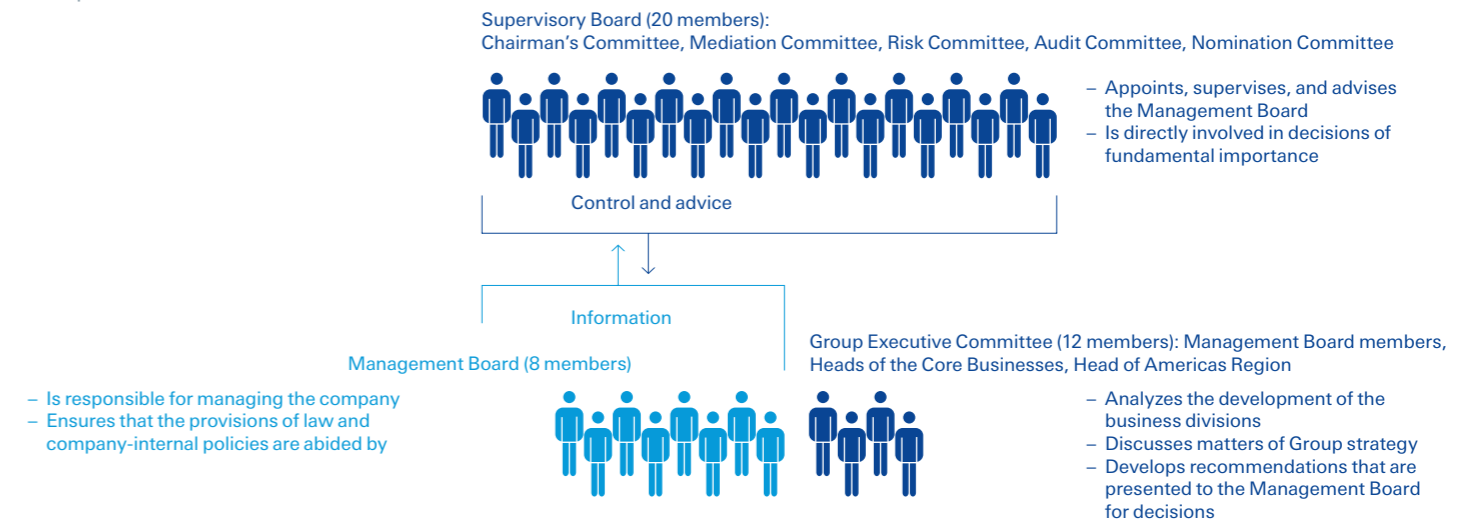 Supervisory Board (20 members):
Chairman's Committee, Mediation Committee, Risk Committee, Audit Committee, Nomination Committee
– Appoints, supervises, and advises
the Management Board
– Is directly involved in decisions of
fundamental importance
Control and advice
Information
Management Board (8 members)
– Is responsible for managing the company
– Ensures that the provisions of law and
company-internal policies are abided by
Group Executive Committee (12 members): Management Board members,
Heads of the Core Businesses, Head of Americas Region
– Analyzes the development of the
business divisions
– Discusses matters of Group strategy
– Develops recommendations that are
presented to the Management Board
for decisions